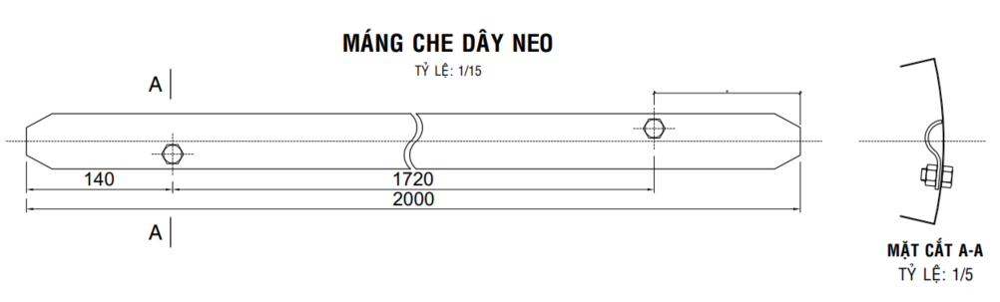 MÁNG CHE DÂY NEO
TỶ LỆ: 1/15
A
140
1720
2000
A
MẶT CẮT A-A
TỶ LỆ: 1/5